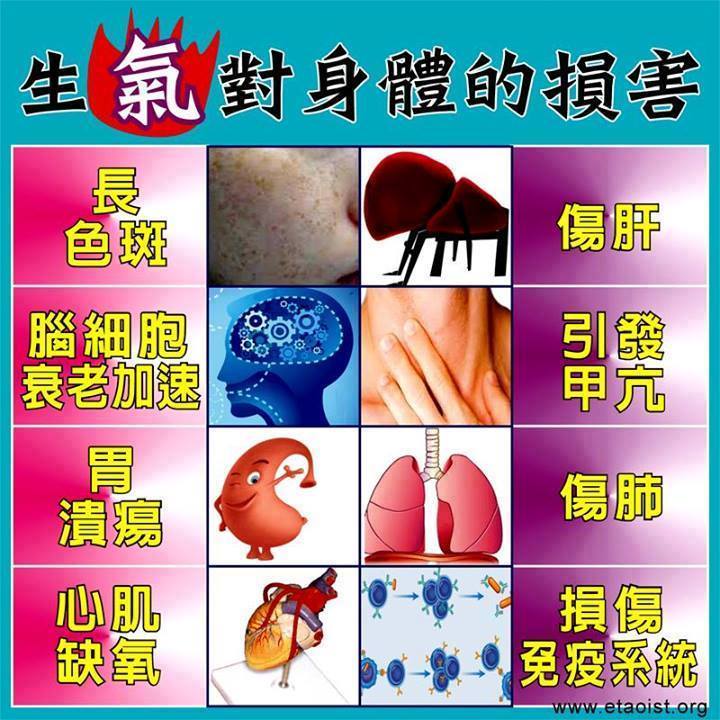 生氣對身體的損害
長
色斑
傷肝
腦細胞
衰老加速
引發
甲亢
胃
潰瘍
傷肺
心肌
缺氧
損傷
免疫系統
www.etaoist.org